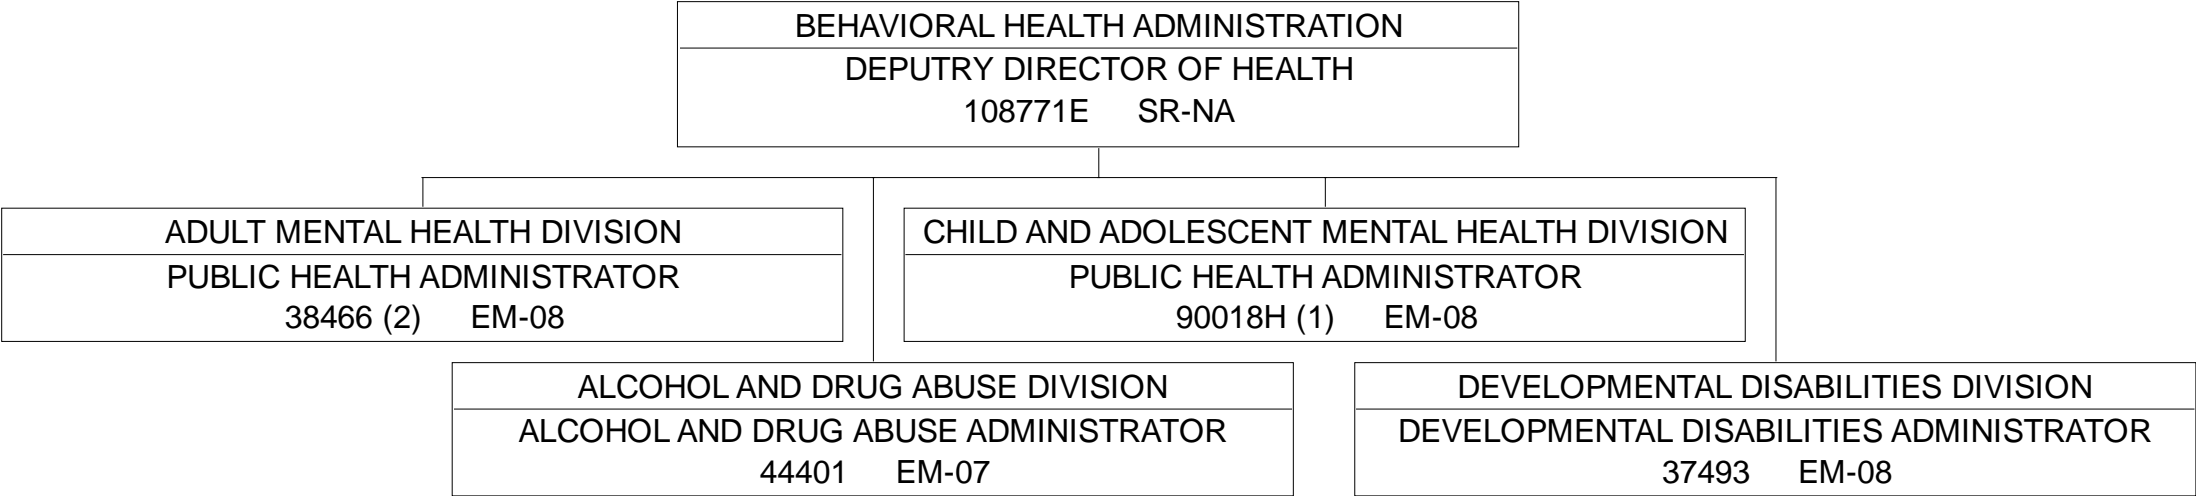 BEHAVIORAL HEALTH ADMINISTRATION
DEPUTRY DIRECTOR OF HEALTH
108771E SR-NA
ADULT MENTAL HEALTH DIVISION
PUBLIC HEALTH ADMINISTRATOR
38466 (2) EM-08
CHILD AND ADOLESCENT MENTAL HEALTH DIVISION
PUBLIC HEALTH ADMINISTRATOR
90018H (1) EM-08
ALCOHOL AND DRUG ABUSE DIVISION
ALCOHOL AND DRUG ABUSE ADMINISTRATOR
44401 EM-07
DEVELOPMENTAL DISABILITIES DIVISION
DEVELOPMENTAL DISABILITIES ADMINISTRATOR
37493 EM-08